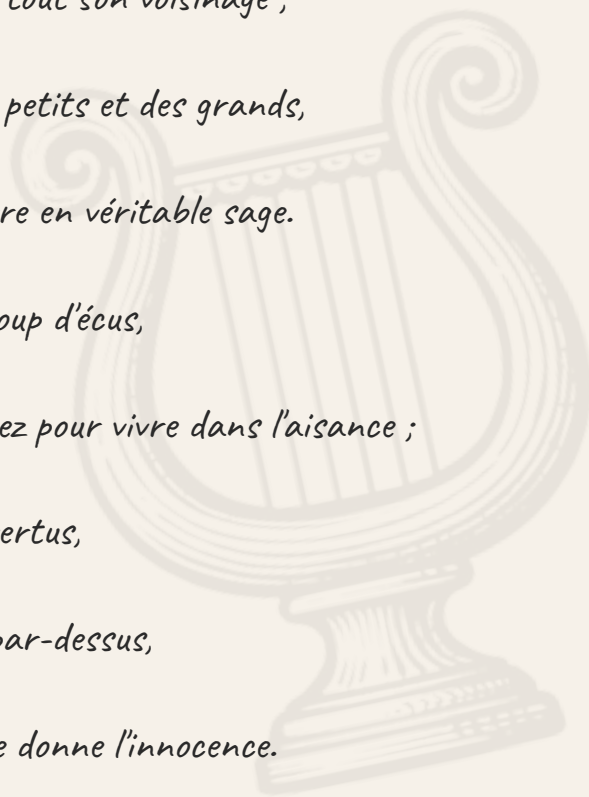 tout son voisinage ;
petits et des grands,
re en véritable sage.
oup d'écus,
ez pour vivre dans l'aisance ;
ertus,
par-dessus,
e donne l'innocence.